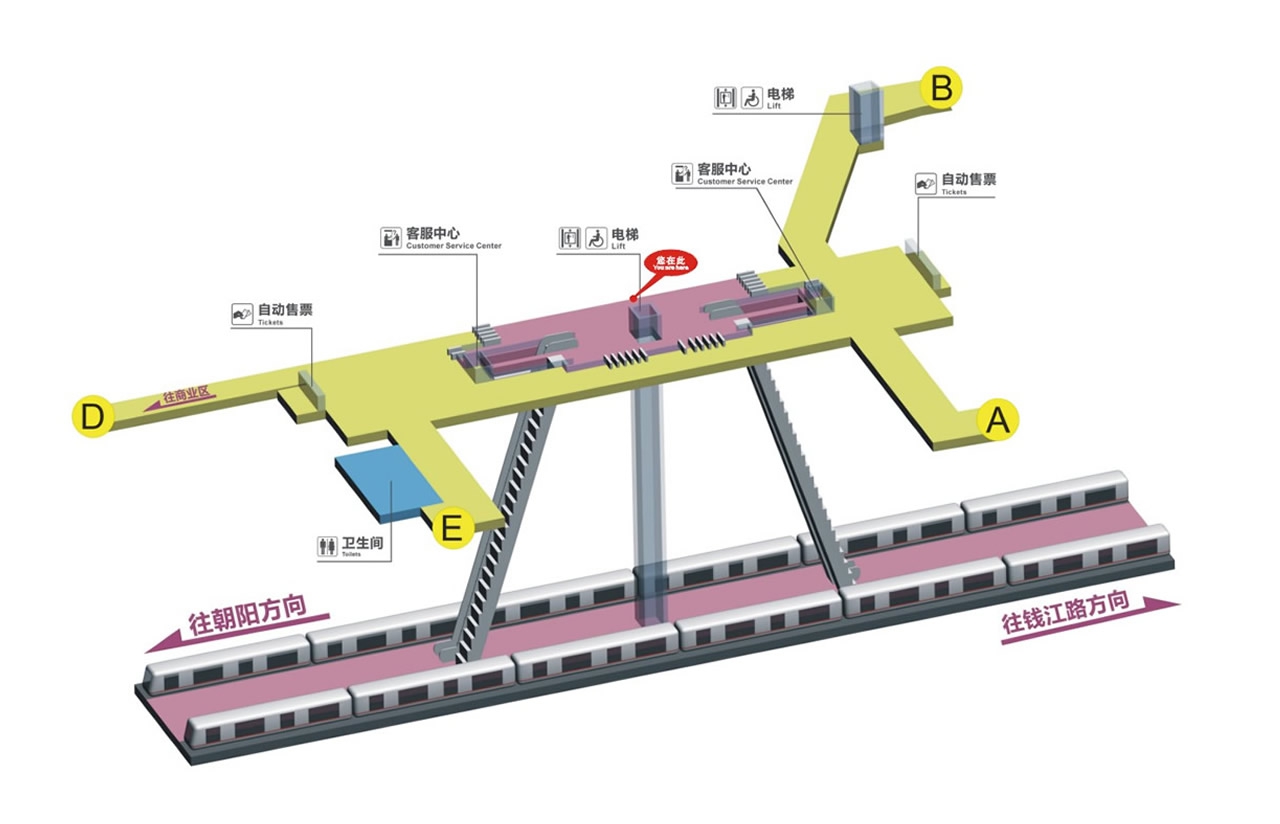 B
电梯
Lift
客服中心
Customer Service Center
自动售票
Tickets
客服中心
Customer Service Center
电梯
Lift
您在此
You are here
自动售票
Tickets
往商业区
D
A
E
卫生间
Toilets
往朝阳方向
往钱江路方向